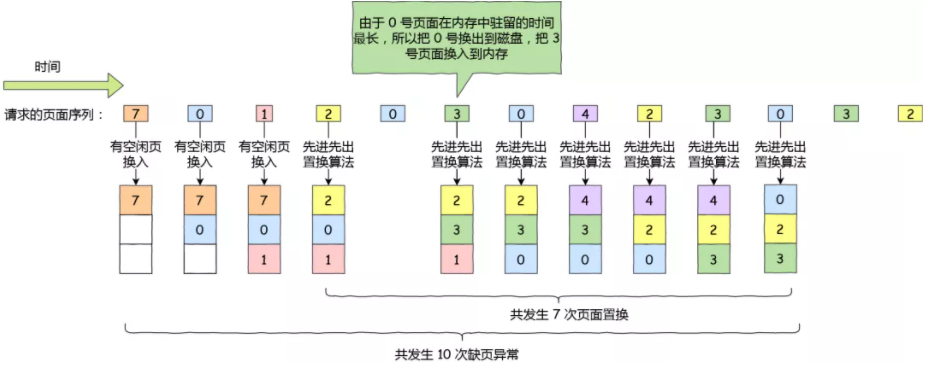 由于 0 号页面在内存中驻留的时间
最长，所以把 0 号换出到磁盘，把 3
号页面换入到内存
时间
请求的页面序列： 7 0 1 2 0 3 0 4 2 3 0 3 2
有空闲页 有空闲页 有空闲页 先进先出 先进先出 先进先出 先进先出 先进先出 先进先出 先进先出
换入 换入 换入 置换算法 置换算法 置换算法 置换算法 置换算法 置换算法 置换算法
7 7 7 2 2 2 4 4 4 0
0 0 0 3 3 3 2 2 2
1 1 1 0 0 0 3 3
共发生 7 次页面置换
共发生 10 次缺页异常